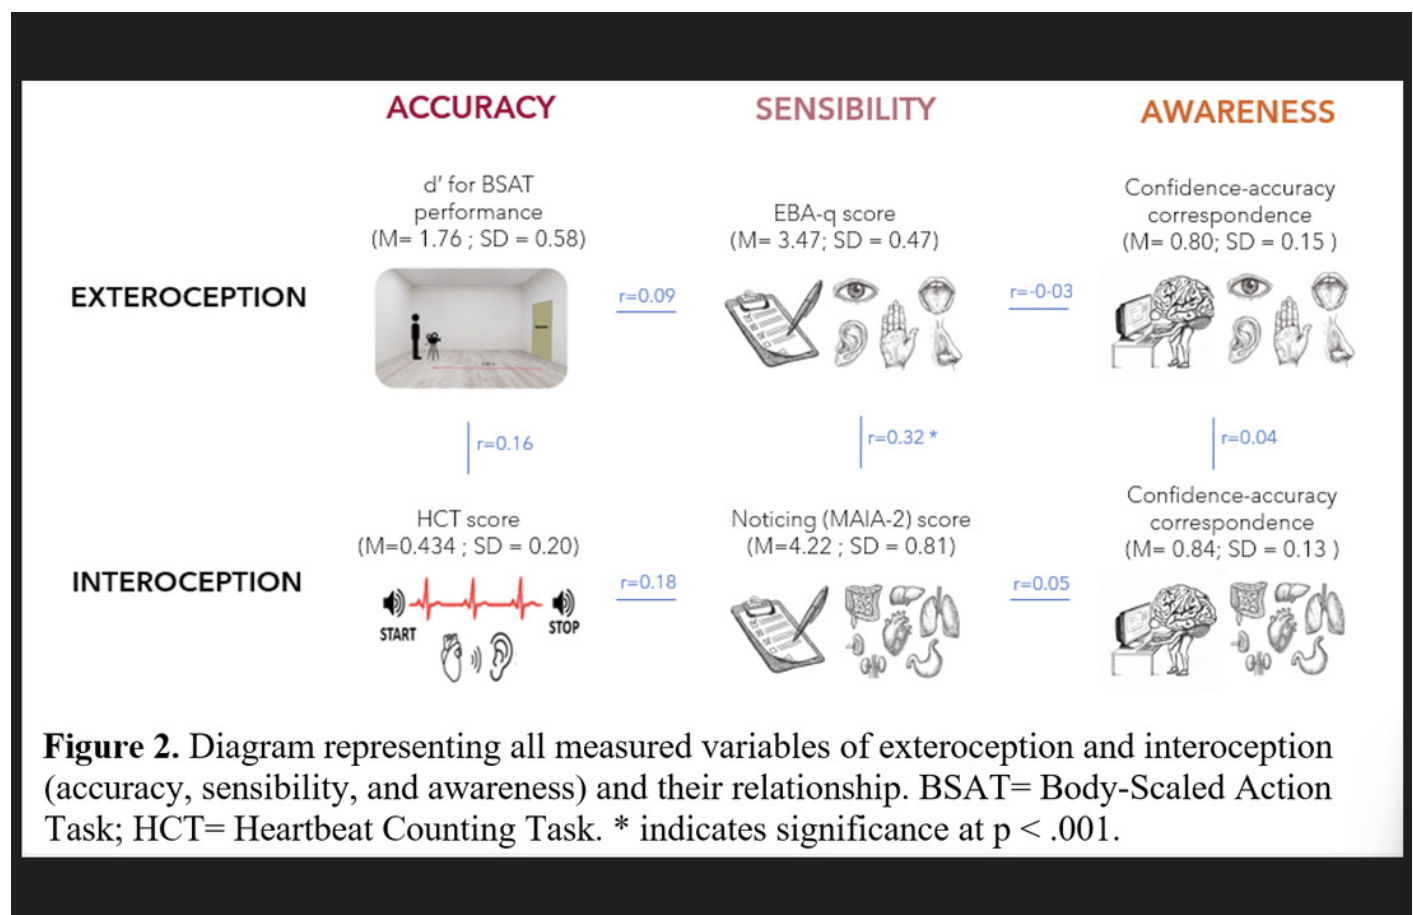 ACCURACY
SENSIBILITY
AWARENESS
d' for BSAT
performance
(M= 1.76 ; SD = 0.58)
EBA-q score
(M= 3.47; SD = 0.47)
Confidence-accuracy
correspondence
(M= 0.80; SD = 0.15 )
EXTEROCEPTION
r=0.09
r=-0-03
r=0.16
r=0.32 *
r=0.04
HCT score
(M=0.434 ; SD = 0.20)
Noticing (MAIA-2) score
(M=4.22 ; SD = 0.81)
Confidence-accuracy
correspondence
(M= 0.84; SD = 0.13 )
INTEROCEPTION
START
STOP
r=0.18
r=0.05
Figure 2. Diagram representing all measured variables of exteroception and interoception
(accuracy, sensibility, and awareness) and their relationship. BSAT= Body-Scaled Action
Task; HCT= Heartbeat Counting Task. * indicates significance at p < .001.